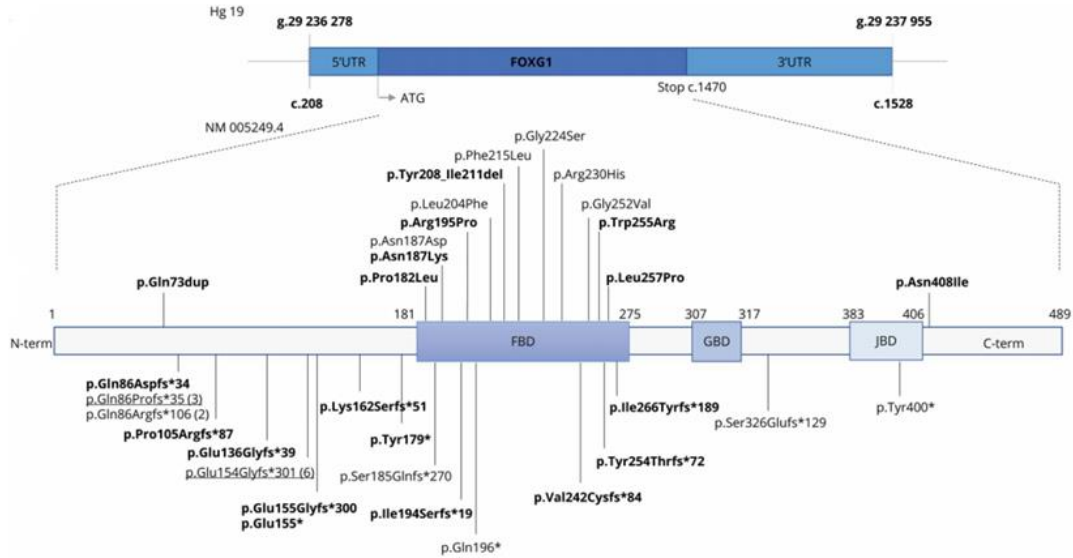 Hg 19
g.29 236 278
g.29 237 955
5'UTR
FOXG1
3'UTR
Stop c.1470
ATG
c.208
c.1528
NM 005249.4
p.Gly224Ser
p.Phe215Leu
p.Tyr208_Ile211del
p.Arg230His
p.Leu204Phe
p.Gly252Val
p.Arg195Pro
p.Trp255Arg
p.Asn187Asp
p.Asn187Lys
p.Gln73dup
p.Pro182Leu
p.Leu257Pro
p.Asn408Ile
1
181
275
307
317
383
406
489
N-term
FBD
GBD
JBD
C-term
p.Gln86Aspfs*34
p.Gln86Profs*35 (3)
p.Gln86Argfs*106 (2)
p.Lys162Serfs*51
p.Ile266Tyrfs*189
p.Tyr400*
p.Ser326Glufs*129
p.Pro105Argfs*87
p.Tyr179*
p.Glu136Glyfs*39
p.Tyr254Thrfs*72
p.Glu154Glyfs*301 (6)
p.Ser185Glnfs*270
p.Val242Cysfs*84
p.Glu155Glyfs*300
p.Glu155*
p.Ile194Serfs*19
p.Gln196*